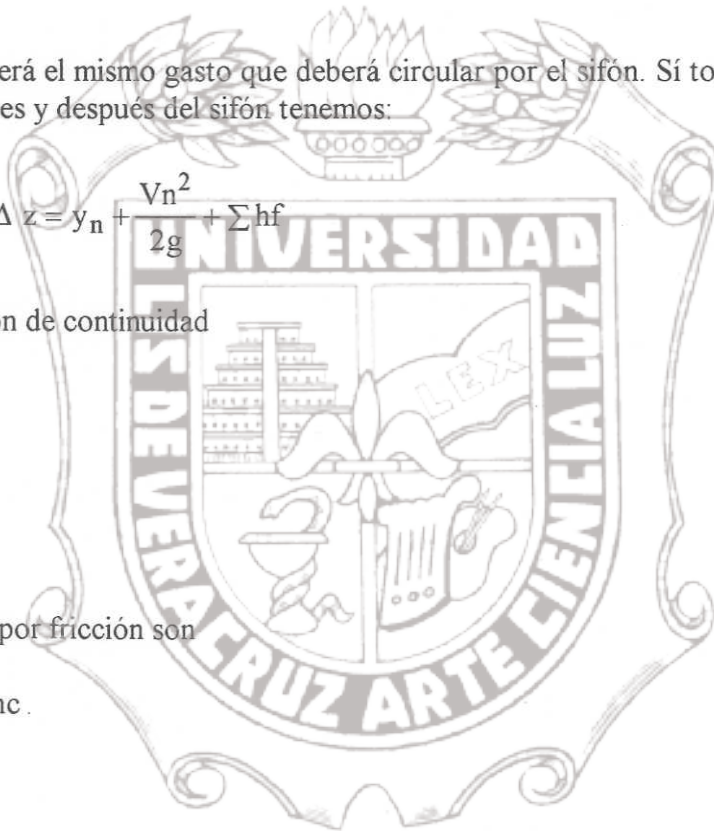 erá el mismo gasto que deberá circular por el sifón. Sí to
es y después del sifón tenemos:
Δ z = yn + Vn²/2g + ∑ hf
UNIVERSIDAD
ón de continuidad
LEX
LIS DE VERACRUZ ARTE CIENCIA LUZ
por fricción son
nc .